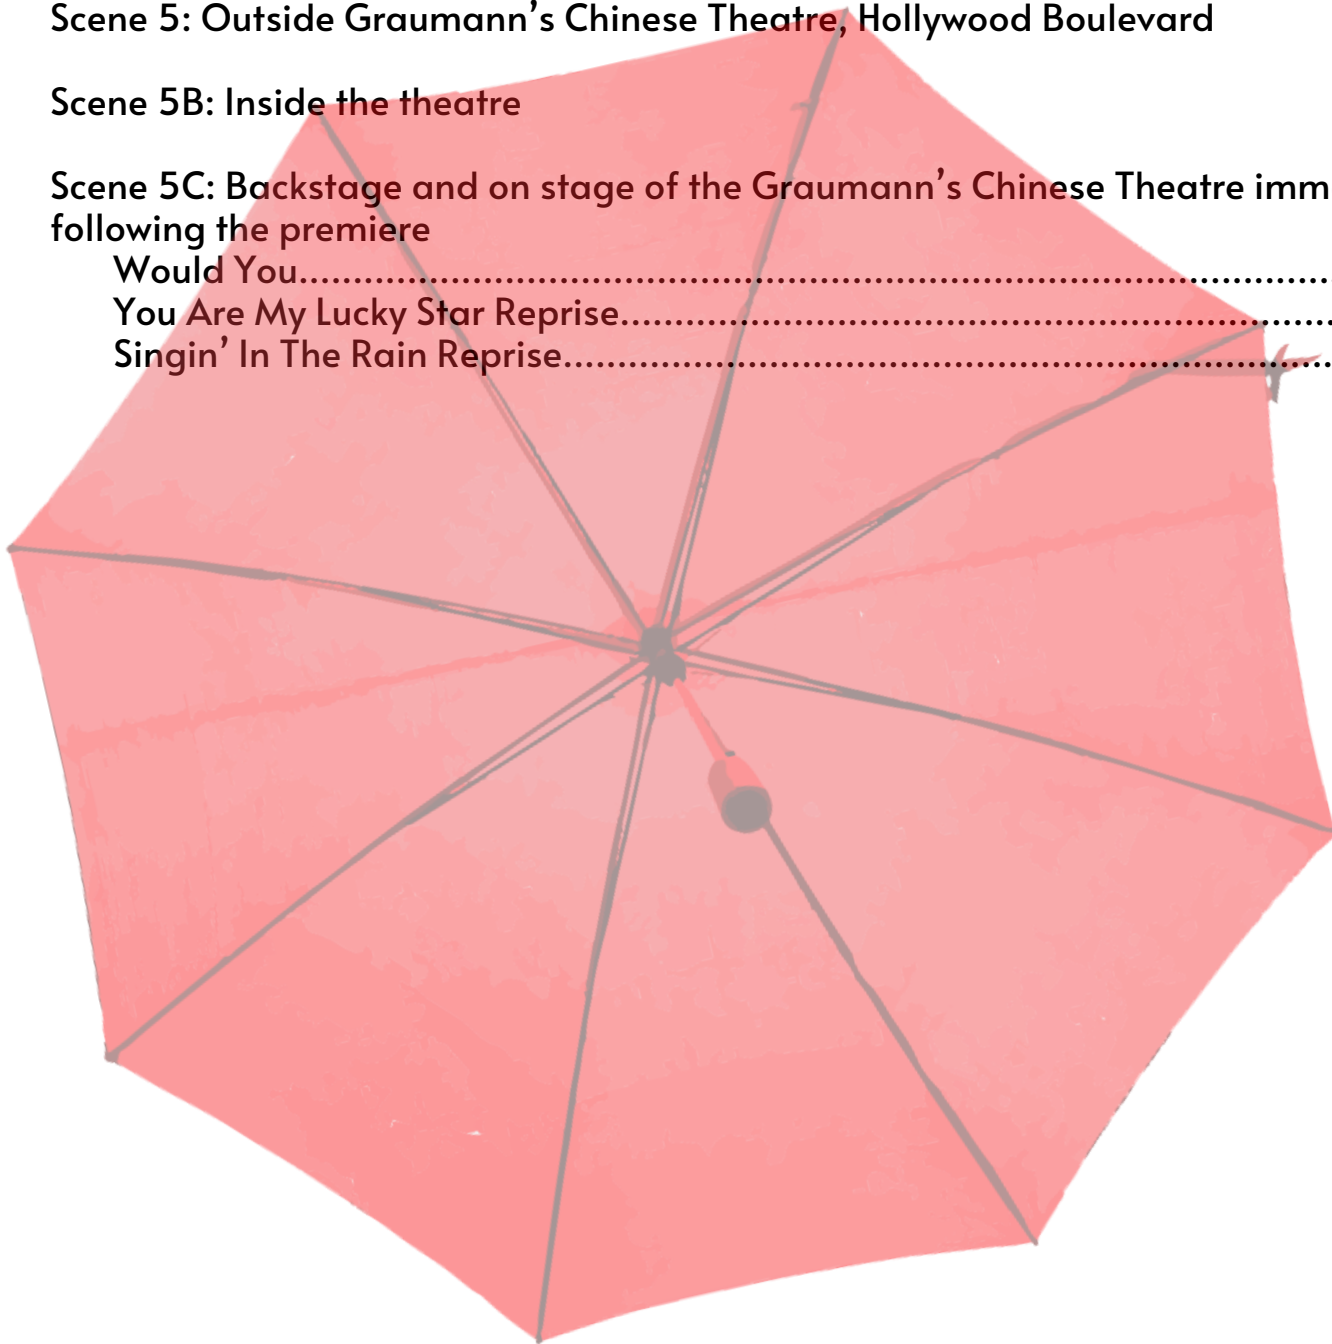 Scene 5: Outside Graumann’s Chinese Theatre, Hollywood Boulevard
Scene 5B: Inside the theatre
Scene 5C: Backstage and on stage of the Graumann’s Chinese Theatre imm
following the premiere
Would You................................................................................
You Are My Lucky Star Reprise......................................................
Singin’ In The Rain Reprise...........................................................